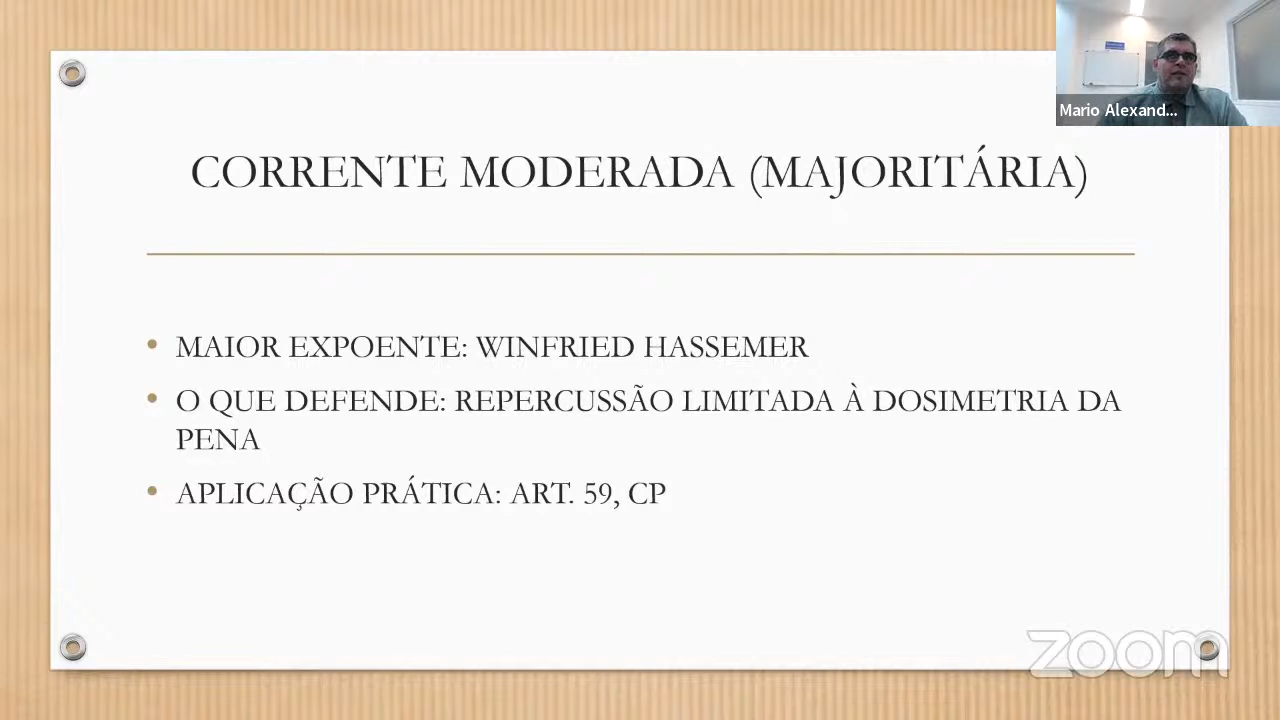 Mario Alexand...
CORRENTE MODERADA (MAJORITÁRIA)
• MAIOR EXPOENTE: WINFRIED HASSEMER
• O QUE DEFENDE: REPERCUSSÃO LIMITADA À DOSIMETRIA DA
PENA
• APLICAÇÃO PRÁTICA: ART. 59, CP
zoom